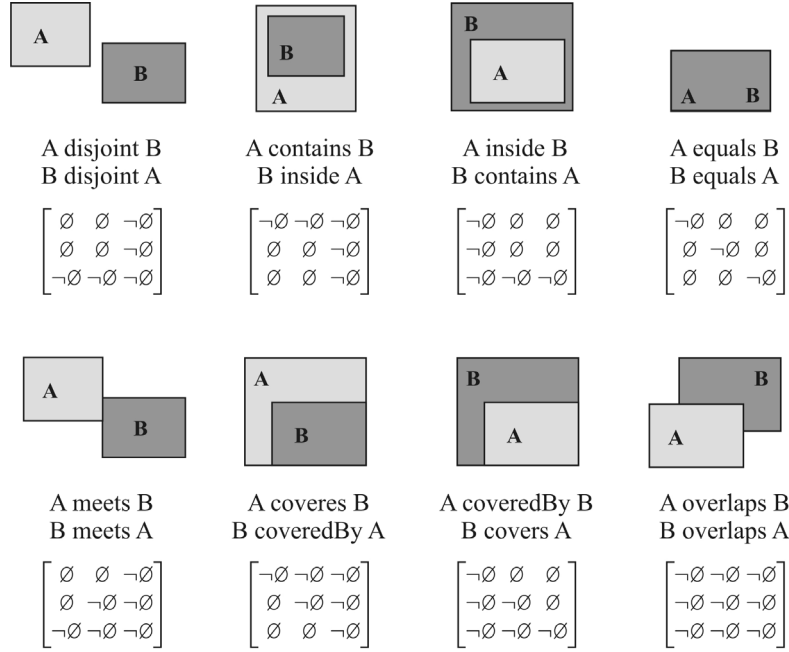 A
B
B
A
B
A
A B
A disjoint B
B disjoint A
A contains B
B inside A
A inside B
B contains A
A equals B
B equals A
[∅ ∅ ¬∅
∅ ∅ ¬∅
¬∅ ¬∅ ¬∅]
[¬∅ ¬∅ ¬∅
∅ ∅ ¬∅
∅ ∅ ¬∅]
[¬∅ ∅ ∅
¬∅ ∅ ∅
¬∅ ¬∅ ¬∅]
[¬∅ ∅ ∅
∅ ¬∅ ∅
∅ ∅ ¬∅]
A
B
A
B
B
A
B
A
A meets B
B meets A
A coveres B
B coveredBy A
A coveredBy B
B covers A
A overlaps B
B overlaps A
[∅ ∅ ¬∅
∅ ¬∅ ¬∅
¬∅ ¬∅ ¬∅]
[¬∅ ¬∅ ¬∅
∅ ¬∅ ¬∅
∅ ∅ ¬∅]
[¬∅ ∅ ∅
¬∅ ¬∅ ∅
¬∅ ¬∅ ¬∅]
[¬∅ ¬∅ ¬∅
¬∅ ¬∅ ¬∅
¬∅ ¬∅ ¬∅]